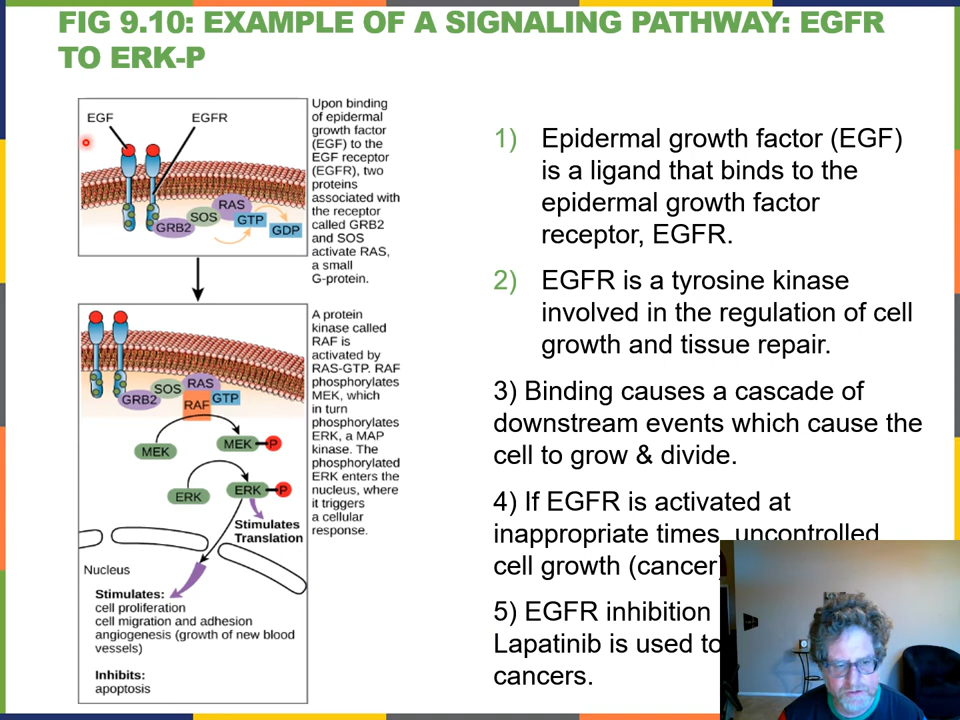 FIG 9.10: EXAMPLE OF A SIGNALING PATHWAY: EGFR
TO ERK-P
EGF
EGFR
GRB2
SOS
RAS
GTP
GDP
Upon binding
of epidermal
growth factor
(EGF) to the
EGF receptor
(EGFR), two
proteins
associated with
the receptor
called GRB2
and SOS
activate RAS,
a small
G-protein.
GRB2
SOS
RAS
GTP
RAF
MEK
MEK
P
ERK
ERK
P
Stimulates
Translation
Nucleus
Stimulates:
cell proliferation
cell migration and adhesion
angiogenesis (growth of new blood
vessels)
Inhibits:
apoptosis
A protein
kinase called
RAF is
activated by
RAS-GTP. RAF
phosphorylates
MEK, which
in turn
phosphorylates
ERK, a MAP
kinase. The
phosphorylated
ERK enters the
nucleus, where
it triggers
a cellular
response.
1) Epidermal growth factor (EGF)
is a ligand that binds to the
epidermal growth factor
receptor, EGFR.
2) EGFR is a tyrosine kinase
involved in the regulation of cell
growth and tissue repair.
3) Binding causes a cascade of
downstream events which cause the
cell to grow & divide.
4) If EGFR is activated at
inappropriate times, uncontrolled
cell growth (cancer)
5) EGFR inhibition
Lapatinib is used to
cancers.